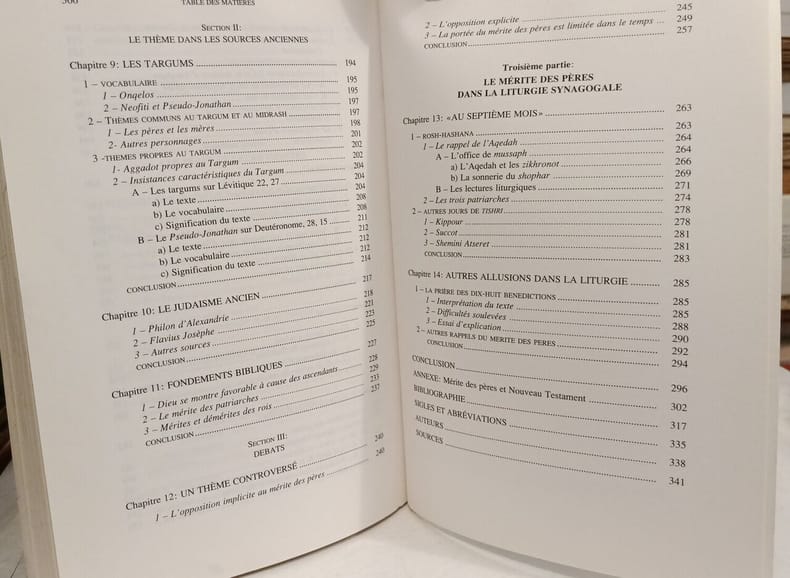 TABLE DES MATIÈRES
SECTION II:
LE THÈME DANS LES SOURCES ANCIENNES
Chapitre 9: LES TARGUMS 194
1 – VOCABULAIRE 195
1 – Onqelos 195
2 – Neofiti et Pseudo-Jonathan 197
2 – THÈMES COMMUNS AU TARGUM ET AU MIDRASH 197
1 – Les pères et les mères 198
2- Autres personnages 201
3 -THEMES PROPRES AU TARGUM 202
1- Aggadot propres au Targum 202
2 – Insistances caractéristiques du Targum 204
A – Les targums sur Lévitique 22, 27 204
a) Le texte 204
b) Le vocabulaire 208
c) Signification du texte 208
B – Le Pseudo-Jonathan sur Deutéronome, 28, 15 211
a) Le texte 212
b) Le vocabulaire 212
c) Signification du texte 212
CONCLUSION 214
Chapitre 10: LE JUDAISME ANCIEN 217
1 – Philon d'Alexandrie 218
2 – Flavius Josèphe 221
3 – Autres sources 223
CONCLUSION 225
Chapitre 11: FONDEMENTS BIBLIQUES 227
1 – Dieu se montre favorable à cause des ascendants 228
2 – Le mérite des patriarches 229
3 – Mérites et démérites des rois 233
CONCLUSION 237
SECTION III:
DEBATS
Chapitre 12: UN THÈME CONTROVERSÉ 240
1 – L'opposition implicite au mérite des pères 240
2 – L'opposition explicite 245
3 – La portée du mérite des pères est limitée dans le temps ... 249
CONCLUSION 257
Troisième partie:
LE MÉRITE DES PÈRES
DANS LA LITURGIE SYNAGOGALE
Chapitre 13: «AU SEPTIÈME MOIS» 263
1 – ROSH-HASHANA 263
1 – Le rappel de l'Aqedah 264
A – L'office de mussaph 264
a) L'Aqedah et les zikhronot 266
b) La sonnerie du shophar 269
B – Les lectures liturgiques 271
2 – Les trois patriarches 274
2 – AUTRES JOURS DE TISHRI 278
1 – Kippour 278
2 – Succot 281
3 – Shemini Atseret 281
CONCLUSION 283
Chapitre 14: AUTRES ALLUSIONS DANS LA LITURGIE 285
1 – LA PRIÈRE DES DIX-HUIT BENEDICTIONS 285
1 – Interprétation du texte 285
2 – Difficultés soulevées 288
3 – Essai d'explication 290
2 – AUTRES RAPPELS DU MERITE DES PERES 292
CONCLUSION 294
CONCLUSION 296
ANNEXE: Mérite des pères et Nouveau Testament 302
BIBLIOGRAPHIE 317
SIGLES ET ABRÉVIATIONS 335
AUTEURS 338
SOURCES 341